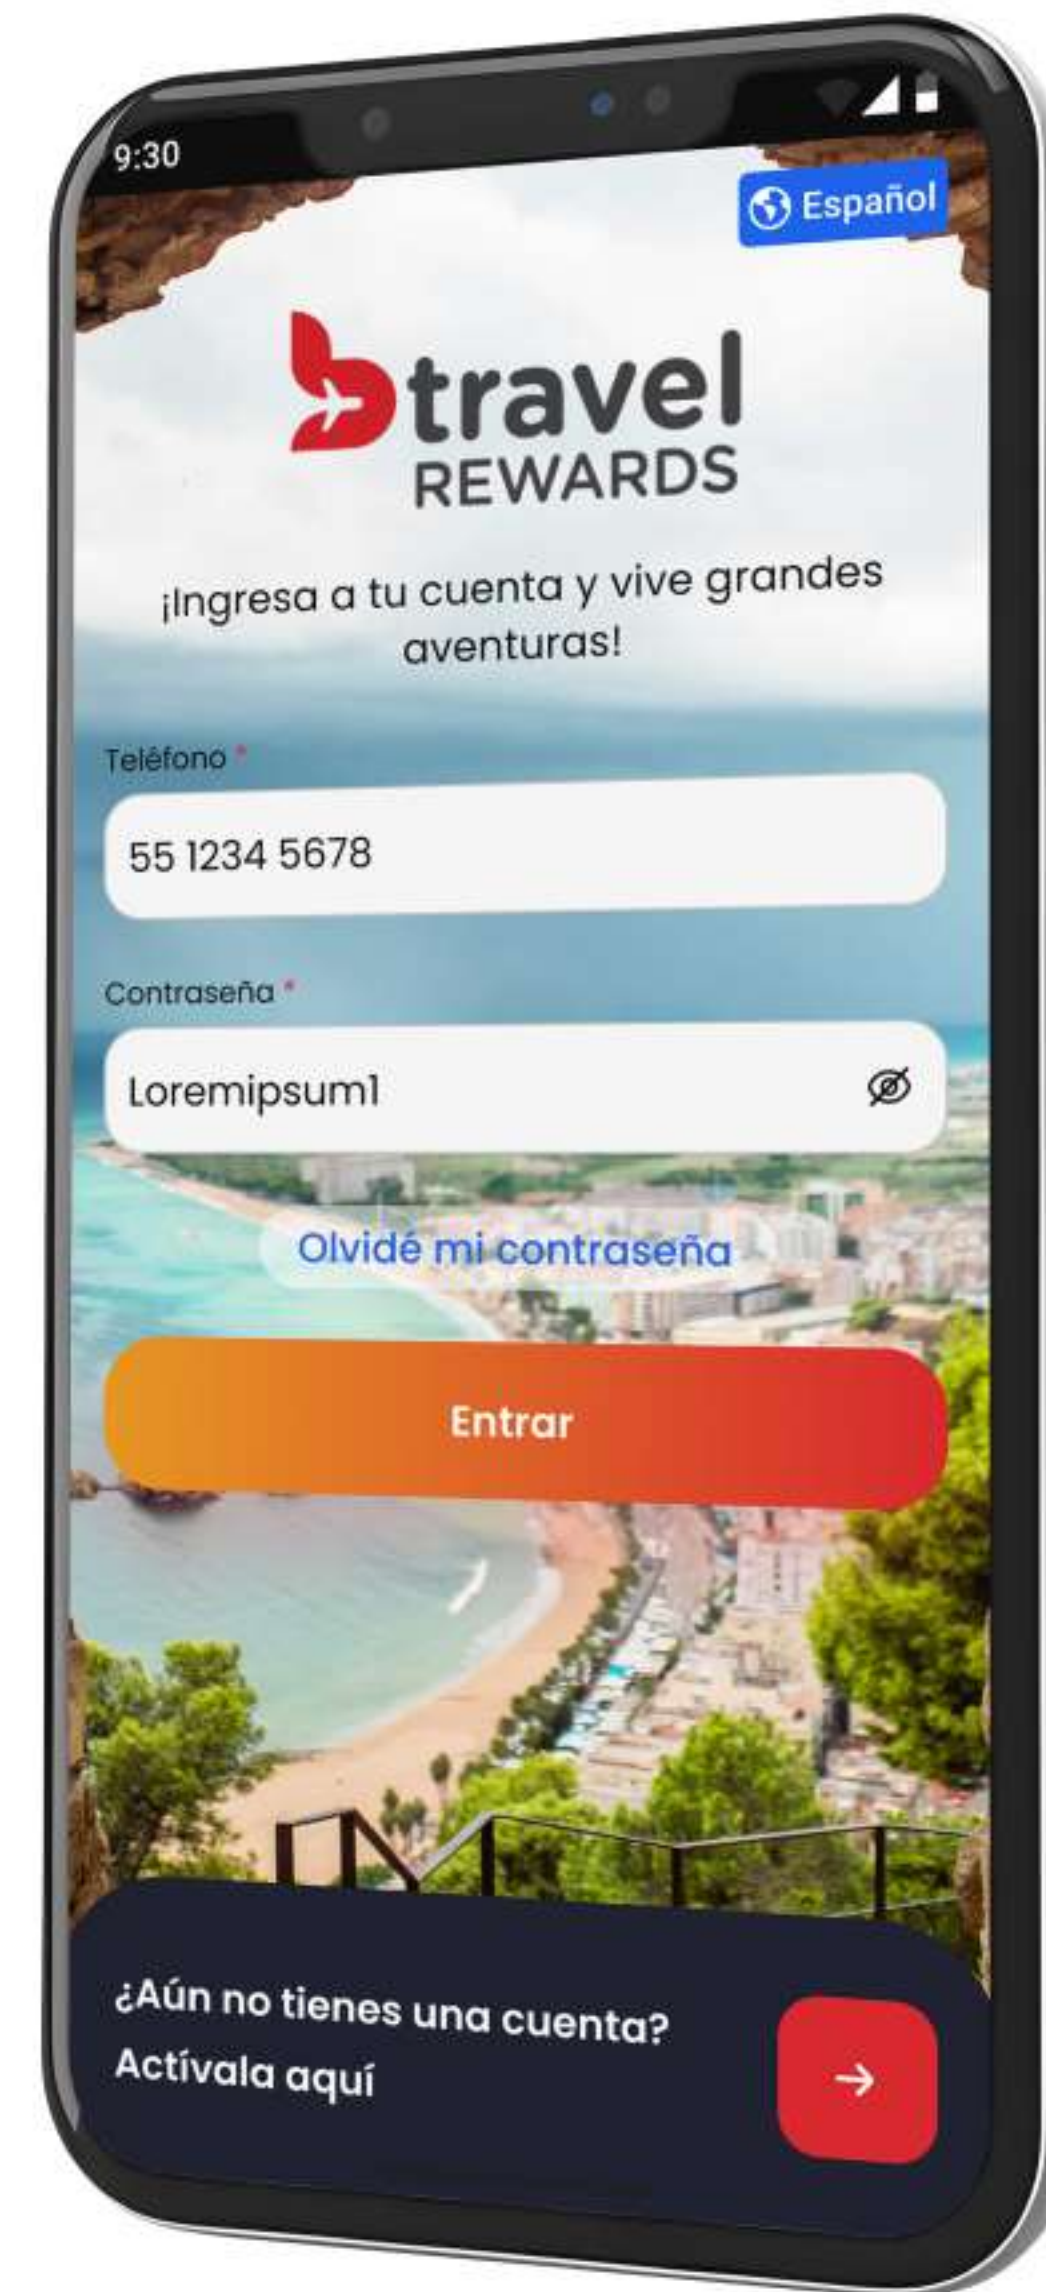 9:30
Español
travel
REWARDS
¡Ingresa a tu cuenta y vive grandes
aventuras!
Teléfono *
55 1234 5678
Contraseña *
Loremipsum1
Olvidé mi contraseña
Entrar
¿Aún no tienes una cuenta?
Actívala aquí